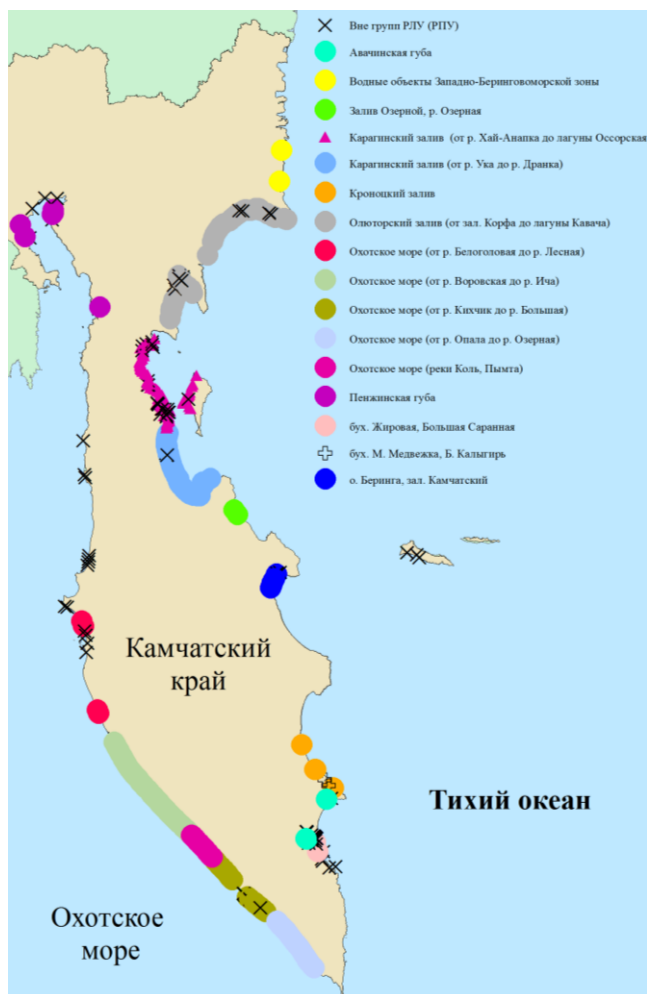 Вне групп РЛУ (РПУ)
Авачинская губа
Водные объекты Западно-Беринговоморской зоны
Залив Озерной, р. Озерная
Карагинский залив (от р. Хай-Анапка до лагуны Оссорская
Карагинский залив (от р. Ука до р. Дранка)
Кроноцкий залив
Олюторский залив (от зал. Корфа до лагуны Кавача)
Охотское море (от р. Белоголовая до р. Лесная)
Охотское море (от р. Воровская до р. Ича)
Охотское море (от р. Кихчик до р. Большая)
Охотское море (от р. Опала до р. Озерная)
Охотское море (реки Коль, Пымта)
Пенжинская губа
бух. Жировая, Большая Саранная
бух. М. Медвежка, Б. Калыгирь
о. Беринга, зал. Камчатский
Камчатский
край
Тихий океан
Охотское
море